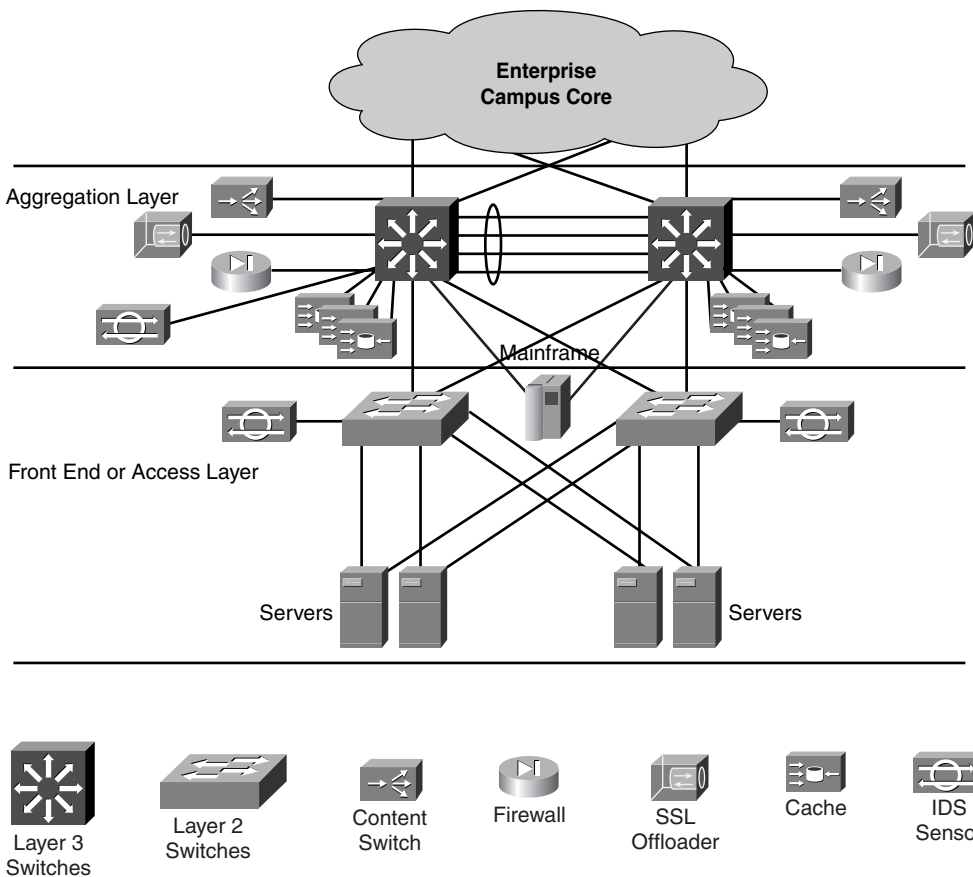 Enterprise
Campus Core
Aggregation Layer
Mainframe
Front End or Access Layer
Servers
Servers
Layer 3
Switches
Layer 2
Switches
Content
Switch
Firewall
SSL
Offloader
Cache
IDS
Senso